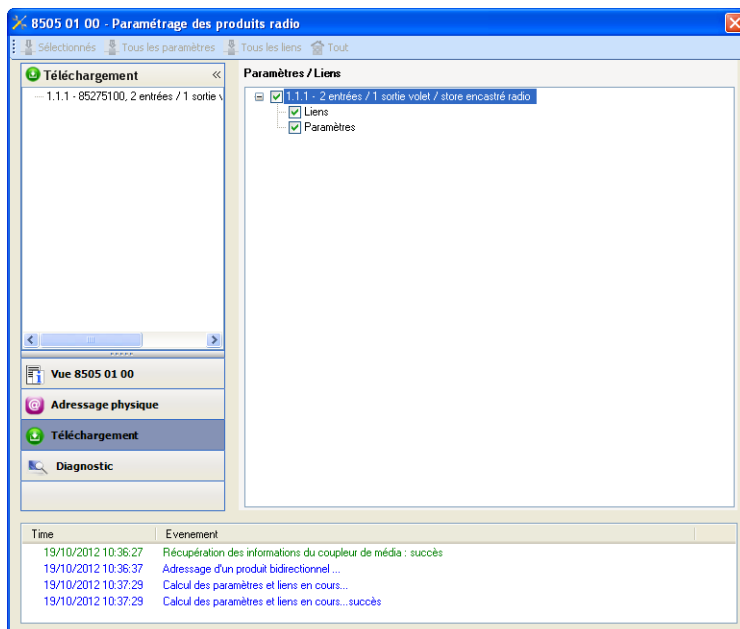 8505 01 00 - Paramétrage des produits radio
Sélectionnés Tous les paramètres Tous les liens Tout
Téléchargement «
1.1.1 - 85275100, 2 entrées / 1 sortie
Paramètres / Liens
1.1.1 - 2 entrées / 1 sortie volet / store encastré radio
Liens
Paramètres
Vue 8505 01 00
Adressage physique
Téléchargement
Diagnostic
Time Evenement
19/10/2012 10:36:27 Récupération des informations du coupleur de média : succès
19/10/2012 10:36:37 Adressage d'un produit bidirectionnel ...
19/10/2012 10:37:29 Calcul des paramètres et liens en cours...
19/10/2012 10:37:29 Calcul des paramètres et liens en cours...succès